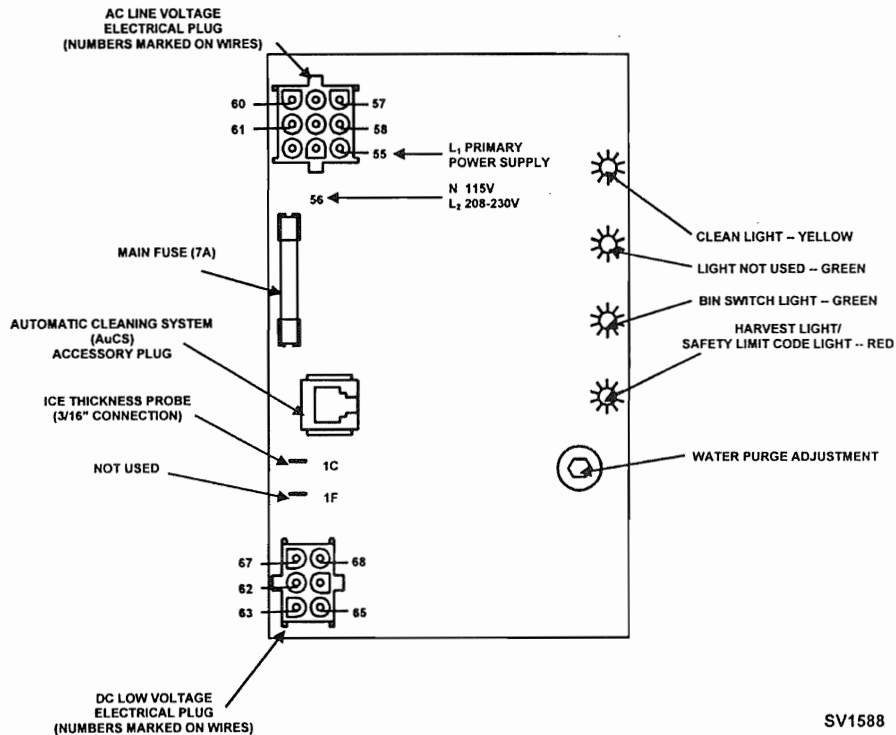 AC LINE VOLTAGE
ELECTRICAL PLUG
(NUMBERS MARKED ON WIRES)
60
57
61
58
55
L₁ PRIMARY
POWER SUPPLY
56
N 115V
L₂ 208-230V
MAIN FUSE (7A)
CLEAN LIGHT -- YELLOW
LIGHT NOT USED -- GREEN
BIN SWITCH LIGHT -- GREEN
HARVEST LIGHT/
SAFETY LIMIT CODE LIGHT -- RED
AUTOMATIC CLEANING SYSTEM
(AuCS)
ACCESSORY PLUG
ICE THICKNESS PROBE
(3/16" CONNECTION)
1C
WATER PURGE ADJUSTMENT
NOT USED
1F
67
68
62
63
65
DC LOW VOLTAGE
ELECTRICAL PLUG
(NUMBERS MARKED ON WIRES)
SV1588